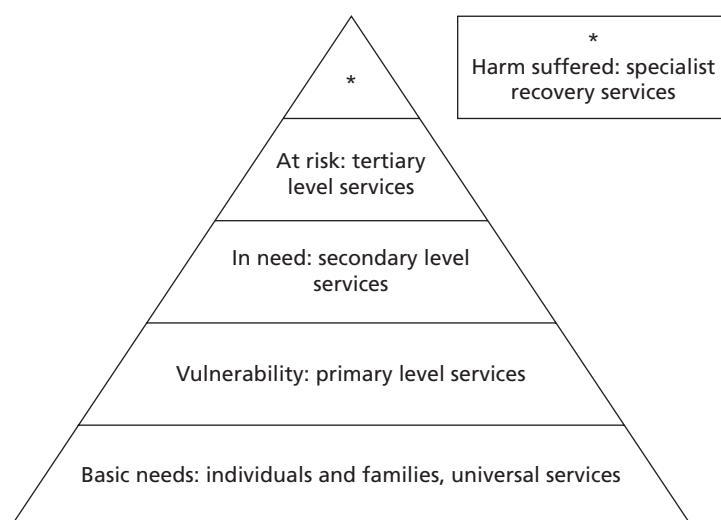 *
*
Harm suffered: specialist
recovery services
At risk: tertiary
level services
In need: secondary level
services
Vulnerability: primary level services
Basic needs: individuals and families, universal services